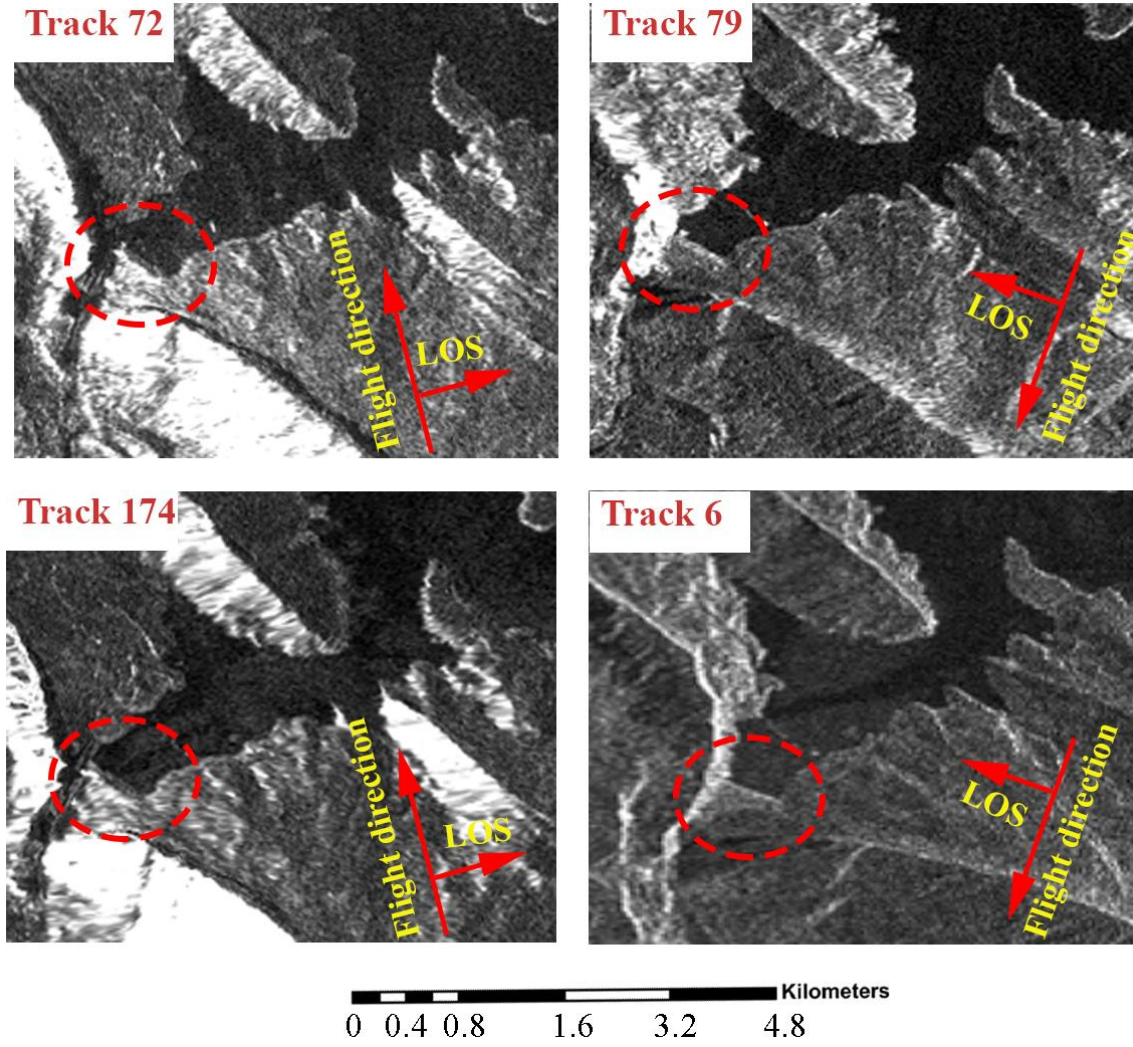 Track 72
Flight direction
LOS
Track 79
LOS
Flight direction
Track 174
Flight direction
LOS
Track 6
LOS
Flight direction
Kilometers
0 0.4 0.8 1.6 3.2 4.8